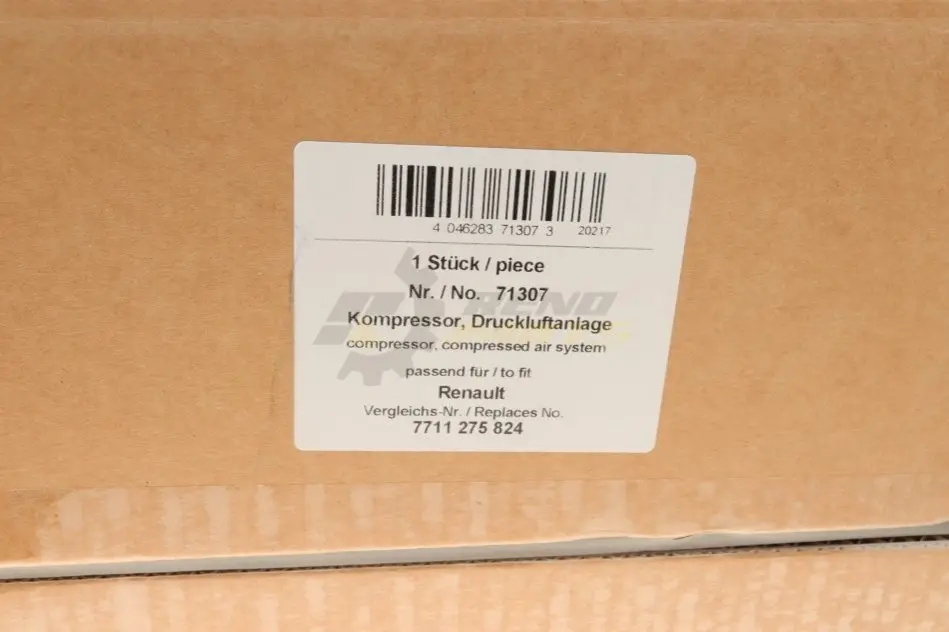 4 046283 71307 3 20217
1 Stück / piece
Nr. / No. 71307
Kompressor, Druckluftanlage
compressor, compressed air system
passend für / to fit
Renault
Vergleichs-Nr. / Replaces No.
7711 275 824